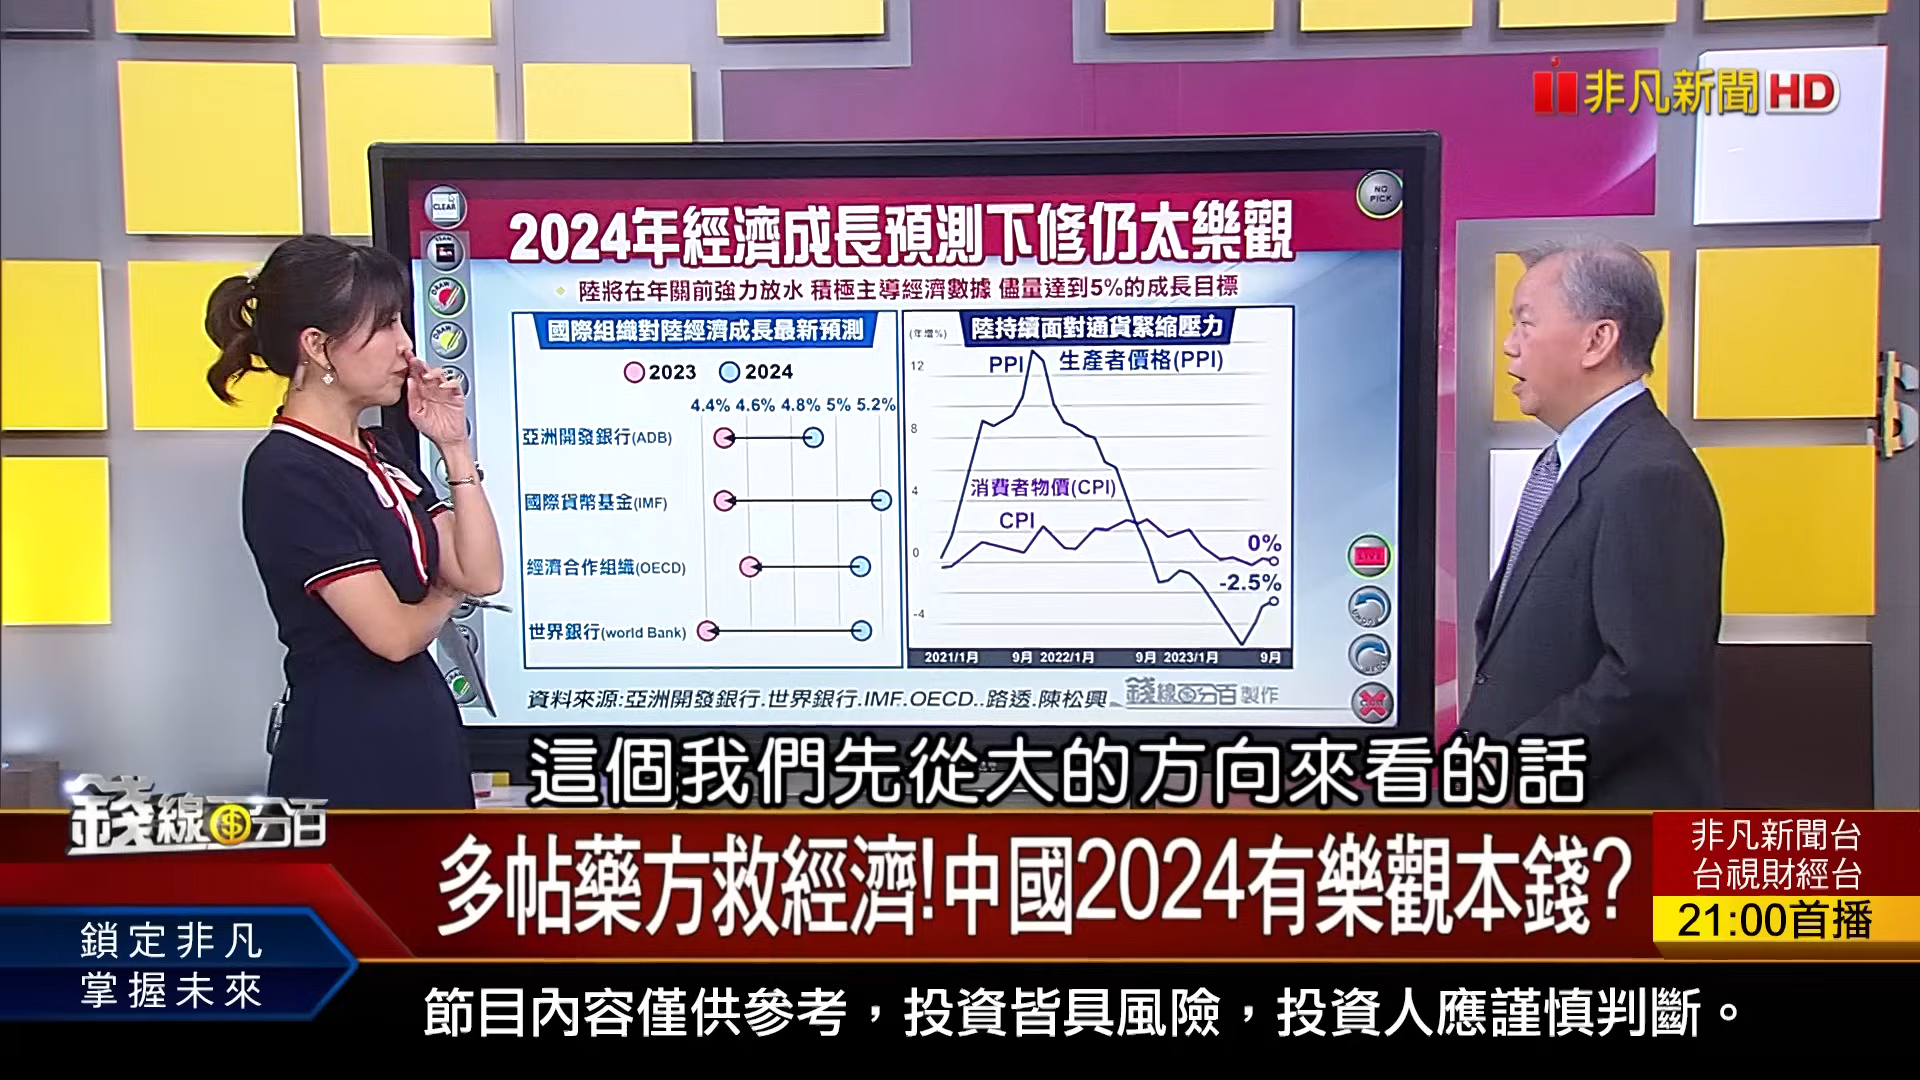 非凡新聞HD
CLEAR
NO PICK
2024年經濟成長預測下修仍太樂觀
陸將在年關前強力放水 積極主導經濟數據 儘量達到5%的成長目標
國際組織對陸經濟成長最新預測
2023 2024
4.4% 4.6% 4.8% 5% 5.2%
亞洲開發銀行(ADB)
國際貨幣基金(IMF)
經濟合作組織(OECD)
世界銀行(world Bank)
陸持續面對通貨緊縮壓力
(年增%)
12
8
4
0
-4
PPI 生產者價格(PPI)
消費者物價(CPI)
CPI
0%
-2.5%
2021/1月 9月 2022/1月 9月 2023/1月 9月
資料來源:亞洲開發銀行.世界銀行.IMF.OECD..路透.陳松興
錢線百分百製作
這個我們先從大的方向來看的話
錢線百分百
多帖藥方救經濟!中國2024有樂觀本錢?
非凡新聞台
台視財經台
21:00首播
鎖定非凡
掌握未來
節目內容僅供參考，投資皆具風險，投資人應謹慎判斷。